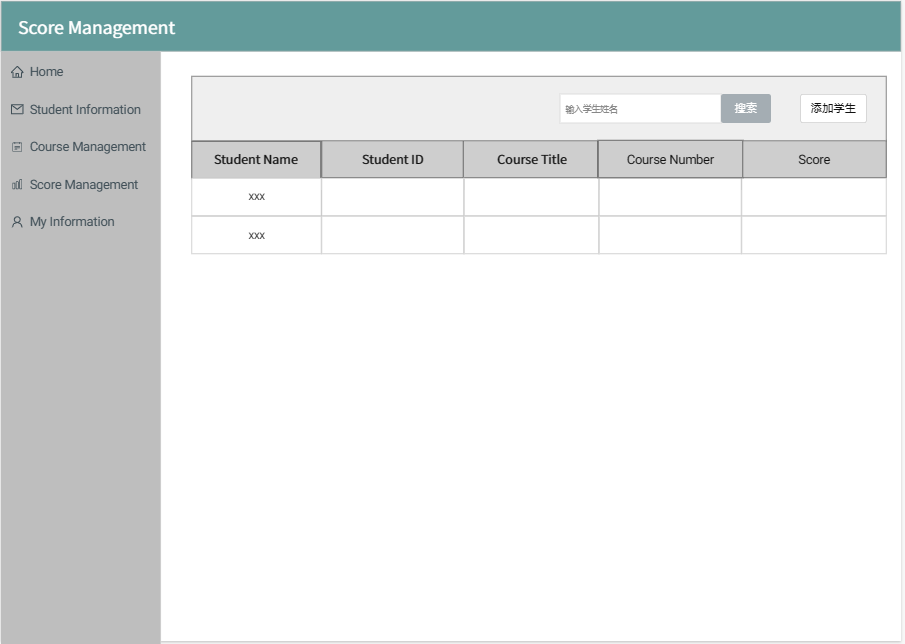 Score Management
Home
Student Information
Course Management
Score Management
My Information
输入学生姓名 搜索 添加学生
Student Name Student ID Course Title Course Number Score
xxx
xxx